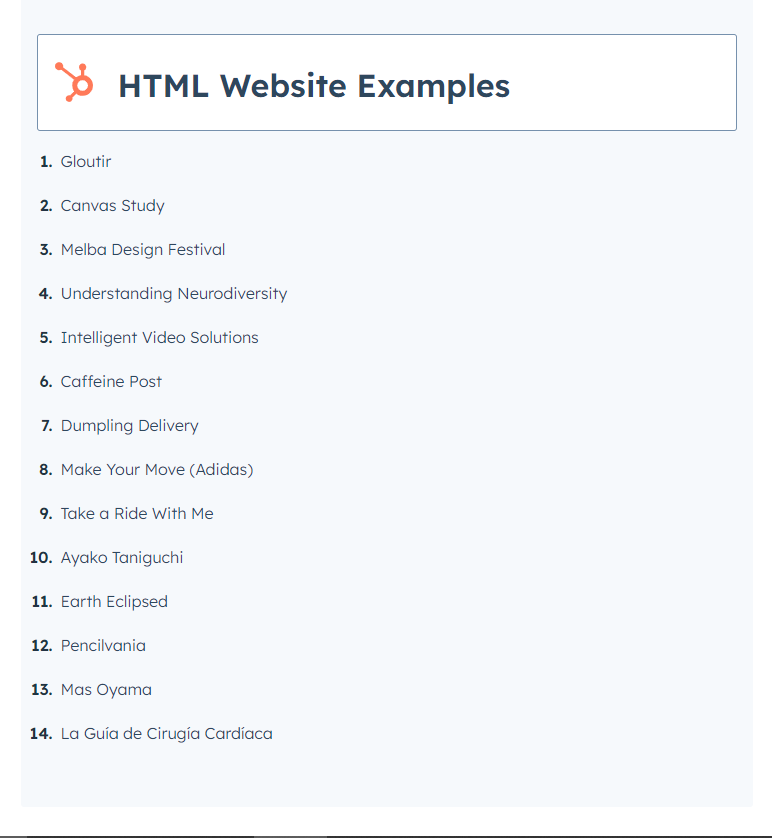 HTML Website Examples
1. Gloutir
2. Canvas Study
3. Melba Design Festival
4. Understanding Neurodiversity
5. Intelligent Video Solutions
6. Caffeine Post
7. Dumpling Delivery
8. Make Your Move (Adidas)
9. Take a Ride With Me
10. Ayako Taniguchi
11. Earth Eclipsed
12. Pencilvania
13. Mas Oyama
14. La Guía de Cirugía Cardíaca